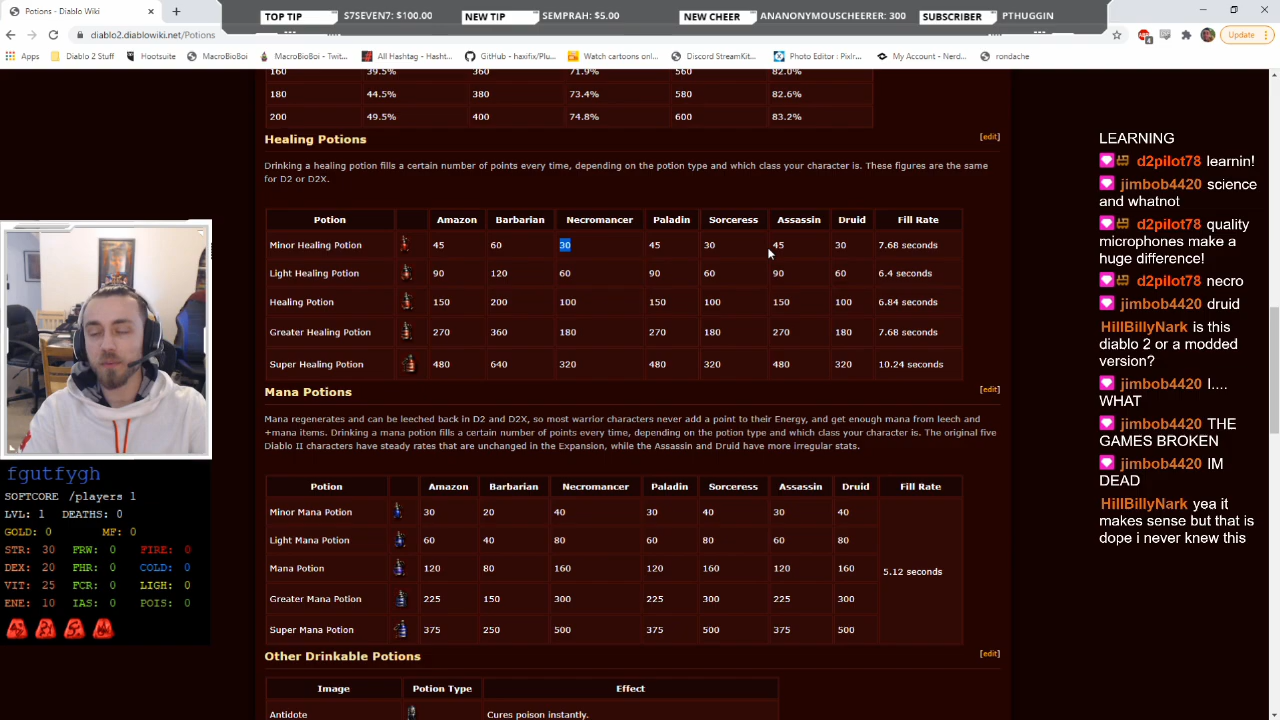 TOP TIP $7SEVEN7: $100.00 NEW TIP SEMPRAH: $5.00 NEW CHEER ANANONYMOUSCHEERER: 300 SUBSCRIBER PTHUGGIN
Potions - Diablo Wiki
diablo2.diablowiki.net/Potions
Update
Apps Diablo 2 Stuff Hootsuite MacroBioBoi MacroBioBoi - Twit... All Hashtag - Hasht... GitHub - haxifix/Plu... Watch cartoons onl... Discord StreamKit... Photo Editor : Pixlr... My Account - Nerd... rondache
160 39.5% 360 71.9% 560 82.0%
180 44.5% 380 73.4% 580 82.6%
200 49.5% 400 74.8% 600 83.2%
Healing Potions [edit]
Drinking a healing potion fills a certain number of points every time, depending on the potion type and which class your character is. These figures are the same
for D2 or D2X.
Potion Amazon Barbarian Necromancer Paladin Sorceress Assassin Druid Fill Rate
Minor Healing Potion 45 60 30 45 30 45 30 7.68 seconds
Light Healing Potion 90 120 60 90 60 90 60 6.4 seconds
Healing Potion 150 200 100 150 100 150 100 6.84 seconds
Greater Healing Potion 270 360 180 270 180 270 180 7.68 seconds
Super Healing Potion 480 640 320 480 320 480 320 10.24 seconds
Mana Potions [edit]
Mana regenerates and can be leeched back in D2 and D2X, so most warrior characters never add a point to their Energy, and get enough mana from leech and
+mana items. Drinking a mana potion fills a certain number of points every time, depending on the potion type and which class your character is. The original five
Diablo II characters have steady rates that are unchanged in the Expansion, while the Assassin and Druid have more irregular stats.
Potion Amazon Barbarian Necromancer Paladin Sorceress Assassin Druid Fill Rate
Minor Mana Potion 30 20 40 30 40 30 40
Light Mana Potion 60 40 80 60 80 60 80
Mana Potion 120 80 160 120 160 120 160 5.12 seconds
Greater Mana Potion 225 150 300 225 300 225 300
Super Mana Potion 375 250 500 375 500 375 500
Other Drinkable Potions [edit]
Image Potion Type Effect
Antidote Cures poison instantly.
LEARNING
d2pilot78 learnin!
jimbob4420 science
and whatnot
d2pilot78 quality
microphones make a
huge difference!
d2pilot78 necro
jimbob4420 druid
HillBillyNark is this
diablo 2 or a modded
version?
jimbob4420 I....
WHAT
jimbob4420 THE
GAMES BROKEN
jimbob4420 IM
DEAD
HillBillyNark yea it
makes sense but that is
dope i never knew this
fgutfygh
SOFTCORE /players 1
LVL: 1 DEATHS: 0
GOLD: 0 MF: 0
STR: 30 FRW: 0 FIRE: 0
DEX: 20 FHR: 0 COLD: 0
VIT: 25 FCR: 0 LIGH: 0
ENE: 10 IAS: 0 POIS: 0